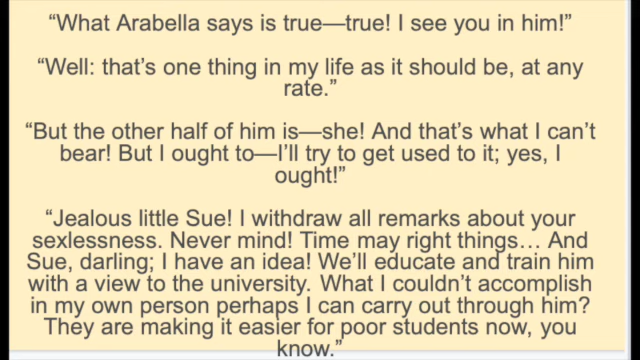 “What Arabella says is true—true! I see you in him!”
“Well: that’s one thing in my life as it should be, at any
rate.”
“But the other half of him is—she! And that’s what I can’t
bear! But I ought to—I’ll try to get used to it; yes, I
ought!”
“Jealous little Sue! I withdraw all remarks about your
sexlessness. Never mind! Time may right things… And
Sue, darling; I have an idea! We’ll educate and train him
with a view to the university. What I couldn’t accomplish
in my own person perhaps I can carry out through him?
They are making it easier for poor students now, you
know.”